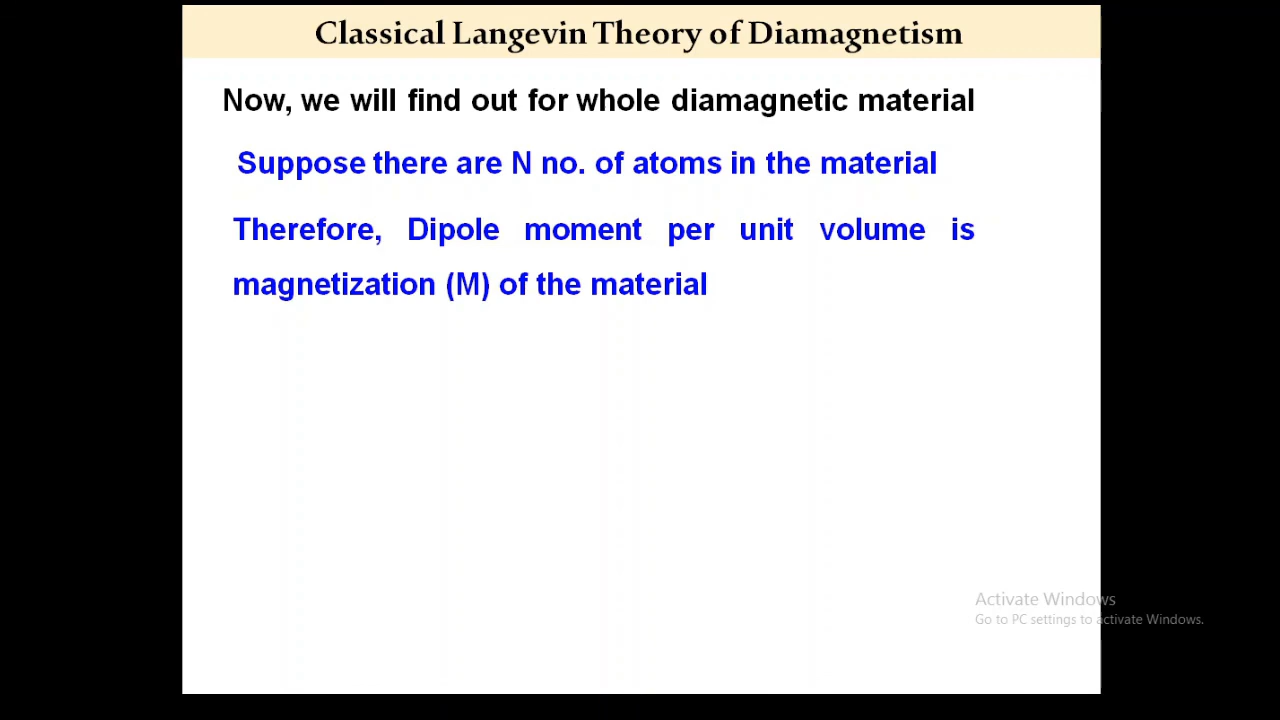 Classical Langevin Theory of Diamagnetism
Now, we will find out for whole diamagnetic material
Suppose there are N no. of atoms in the material
Therefore, Dipole moment per unit volume is
magnetization (M) of the material
Activate Windows
Go to PC settings to activate Windows.